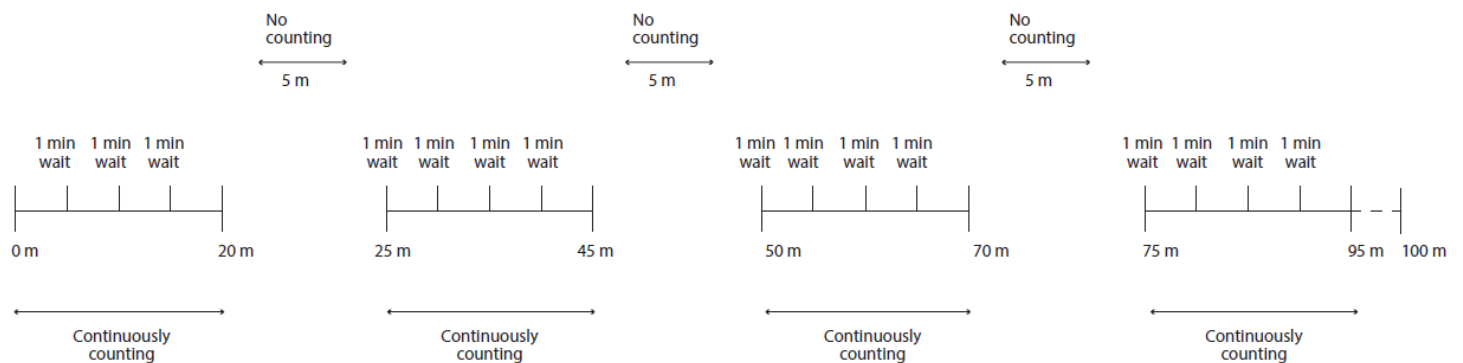 No
counting
5 m
No
counting
5 m
No
counting
5 m
1 min
wait
1 min
wait
1 min
wait
1 min
wait
1 min
wait
1 min
wait
1 min
wait
1 min
wait
1 min
wait
1 min
wait
1 min
wait
1 min
wait
1 min
wait
1 min
wait
1 min
wait
0 m
20 m
25 m
45 m
50 m
70 m
75 m
95 m
100 m
Continuously
counting
Continuously
counting
Continuously
counting
Continuously
counting